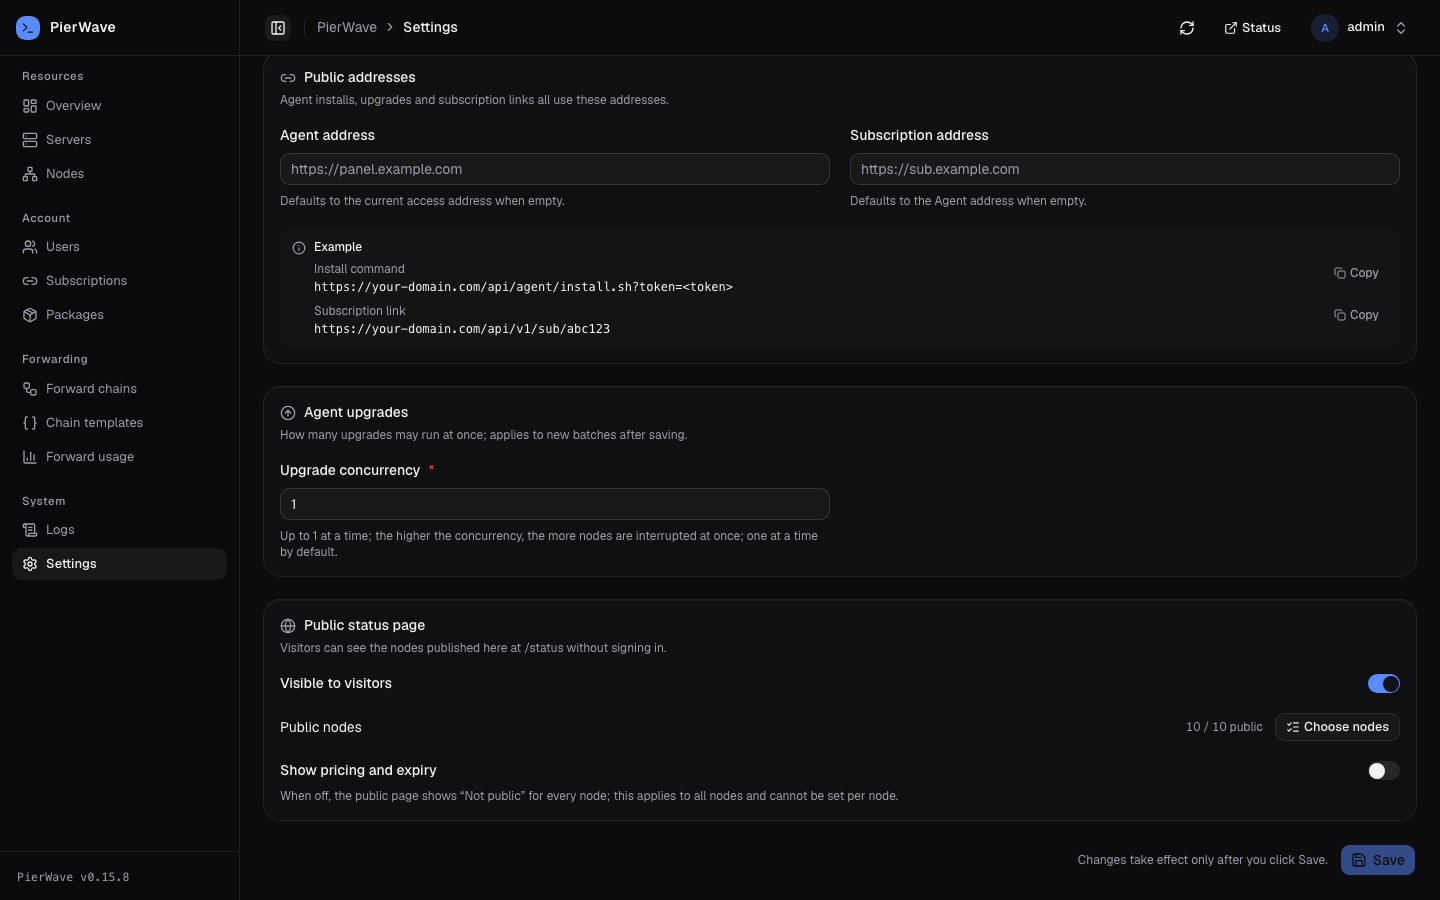 PierWave
PierWave > Settings
Status
A
admin
Resources
Overview
Servers
Nodes
Account
Users
Subscriptions
Packages
Forwarding
Forward chains
Chain templates
Forward usage
System
Logs
Settings
PierWave v0.15.8
Public addresses
Agent installs, upgrades and subscription links all use these addresses.
Agent address
https://panel.example.com
Defaults to the current access address when empty.
Subscription address
https://sub.example.com
Defaults to the Agent address when empty.
Example
Install command
https://your-domain.com/api/agent/install.sh?token=<token>
Copy
Subscription link
https://your-domain.com/api/v1/sub/abc123
Copy
Agent upgrades
How many upgrades may run at once; applies to new batches after saving.
Upgrade concurrency *
1
Up to 1 at a time; the higher the concurrency, the more nodes are interrupted at once; one at a time
by default.
Public status page
Visitors can see the nodes published here at /status without signing in.
Visible to visitors
Public nodes
10 / 10 public
Choose nodes
Show pricing and expiry
When off, the public page shows “Not public” for every node; this applies to all nodes and cannot be set per node.
Changes take effect only after you click Save.
Save